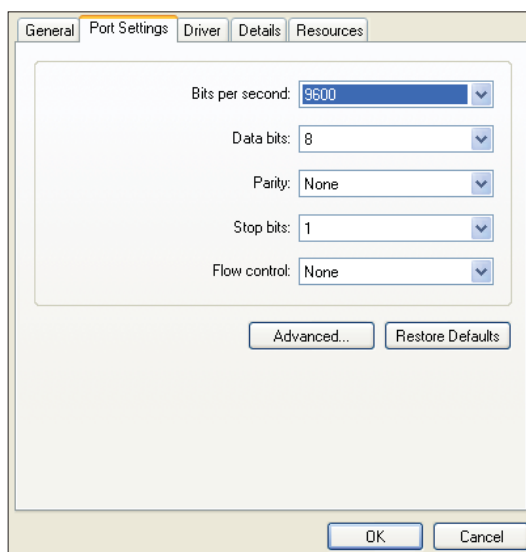 General Port Settings Driver Details Resources
Bits per second: 9600
Data bits: 8
Parity: None
Stop bits: 1
Flow control: None
Advanced... Restore Defaults
OK Cancel